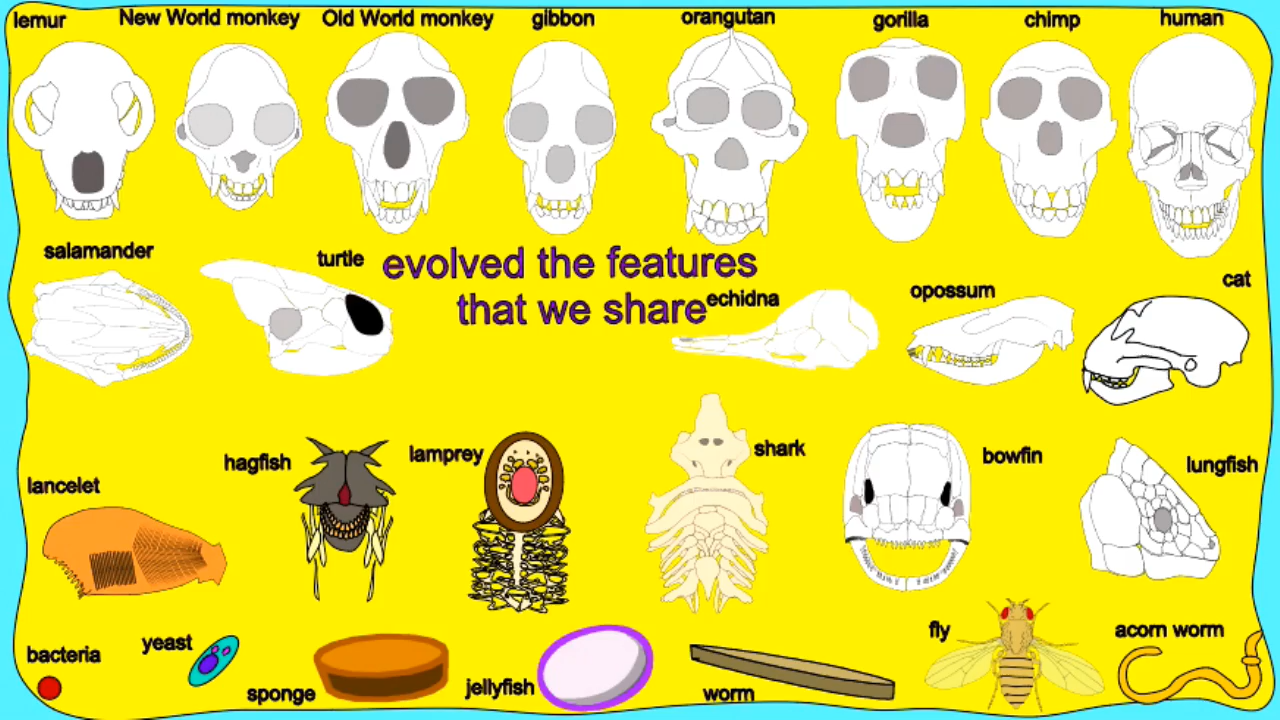 lemur
New World monkey
Old World monkey
gibbon
orangutan
gorilla
chimp
human
salamander
turtle
evolved the features
that we share
echidna
opossum
cat
lancelet
hagfish
lamprey
shark
bowfin
lungfish
bacteria
yeast
sponge
jellyfish
worm
fly
acorn worm